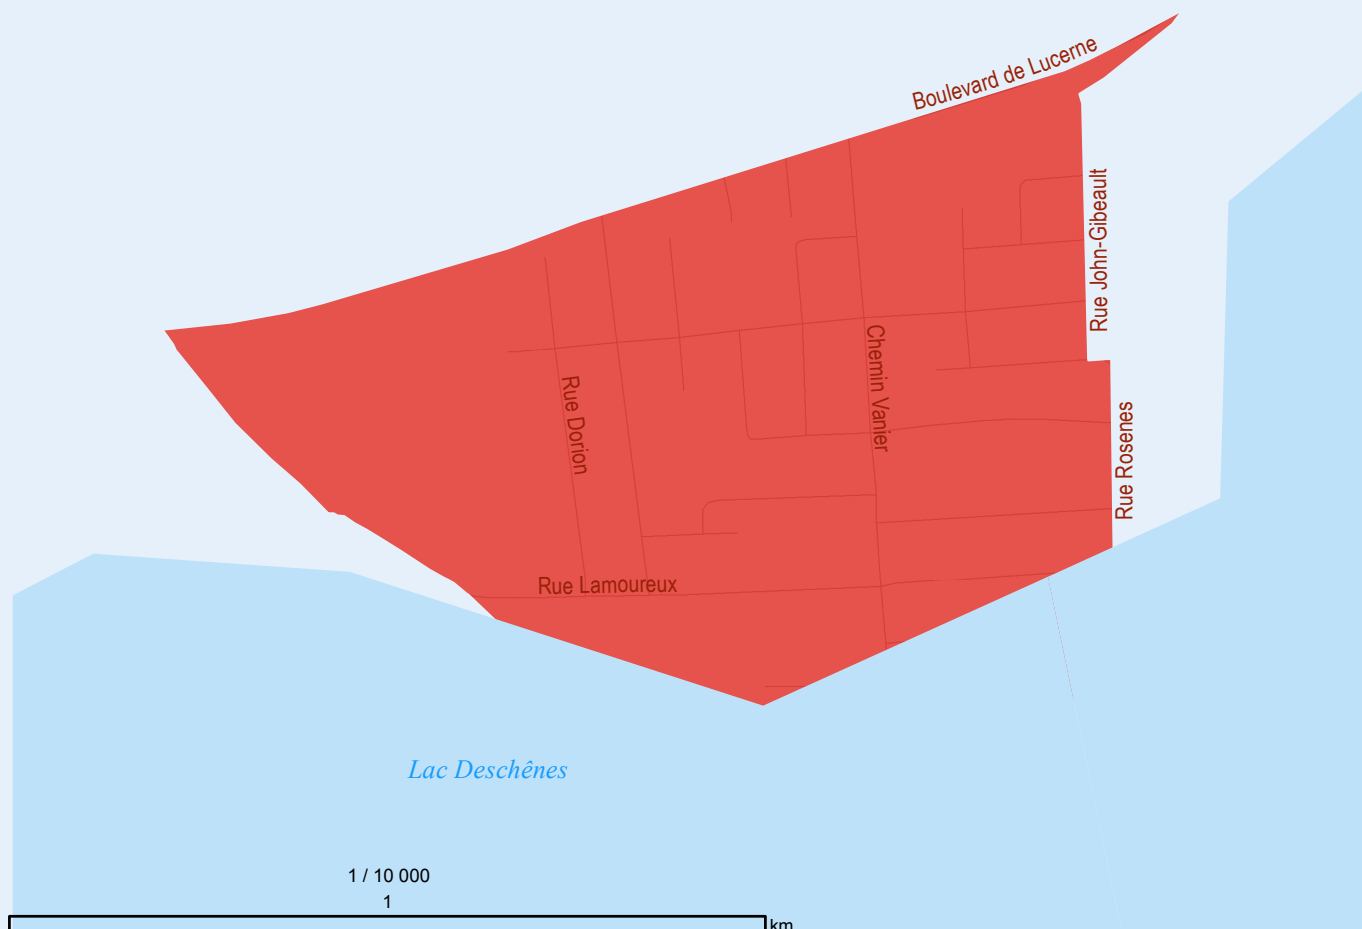 Boulevard de Lucerne
Rue John-Gibeault
Chemin Vanier
Rue Dorion
Rue Rosenes
Rue Lamoureux
Lac Deschênes
1 / 10 000
1
km